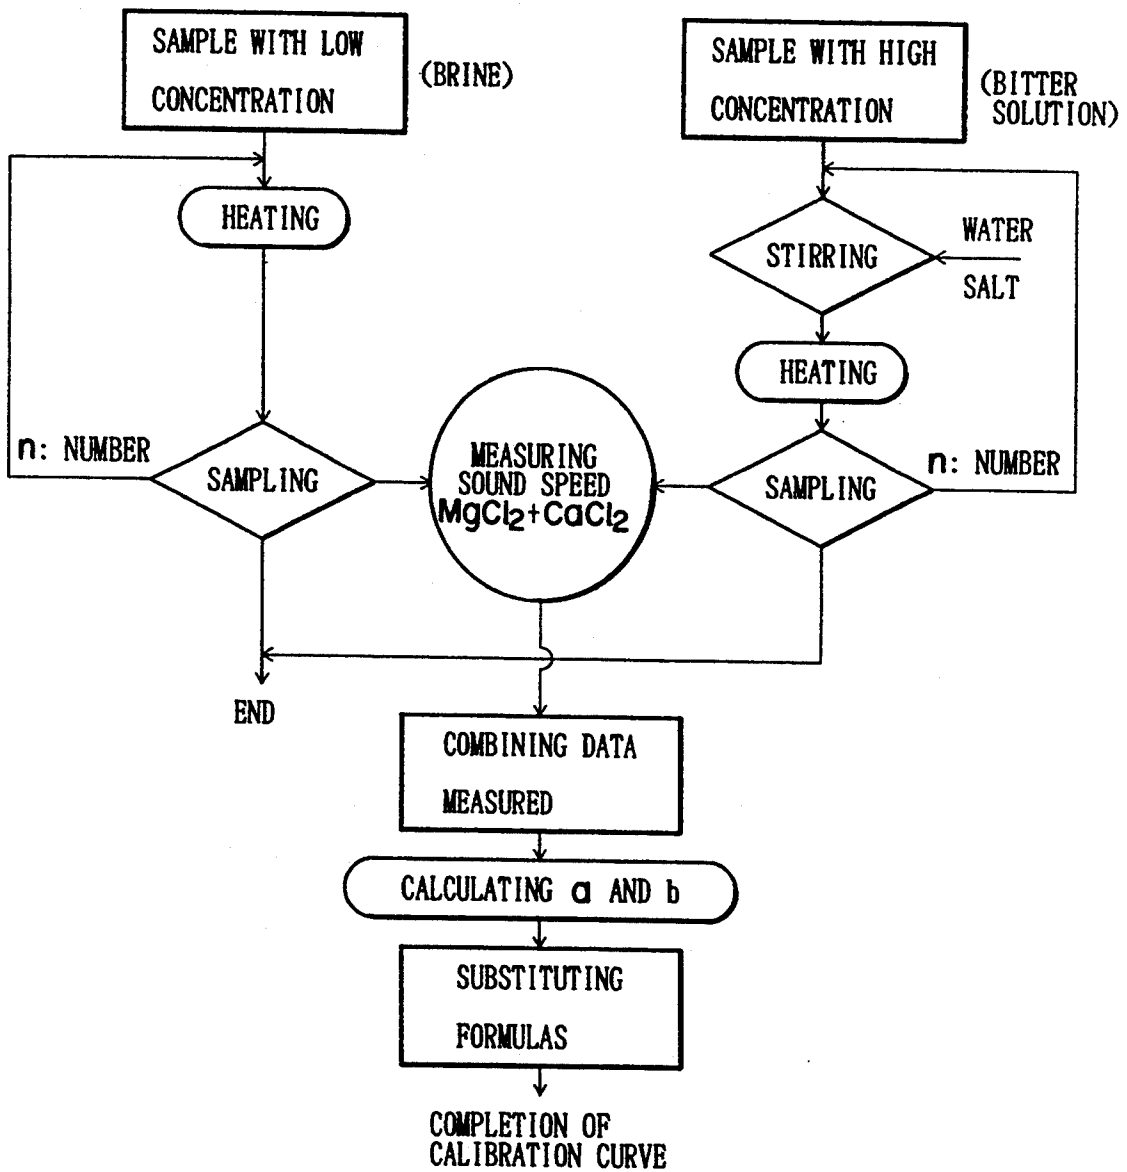 SAMPLE WITH LOW
CONCENTRATION
(BRINE)
SAMPLE WITH HIGH
CONCENTRATION
(BITTER
SOLUTION)
HEATING
STIRRING
WATER
SALT
HEATING
n: NUMBER
SAMPLING
MEASURING
SOUND SPEED
MgCl2+CaCl2
SAMPLING
n: NUMBER
END
COMBINING DATA
MEASURED
CALCULATING a AND b
SUBSTITUTING
FORMULAS
COMPLETION OF
CALIBRATION CURVE